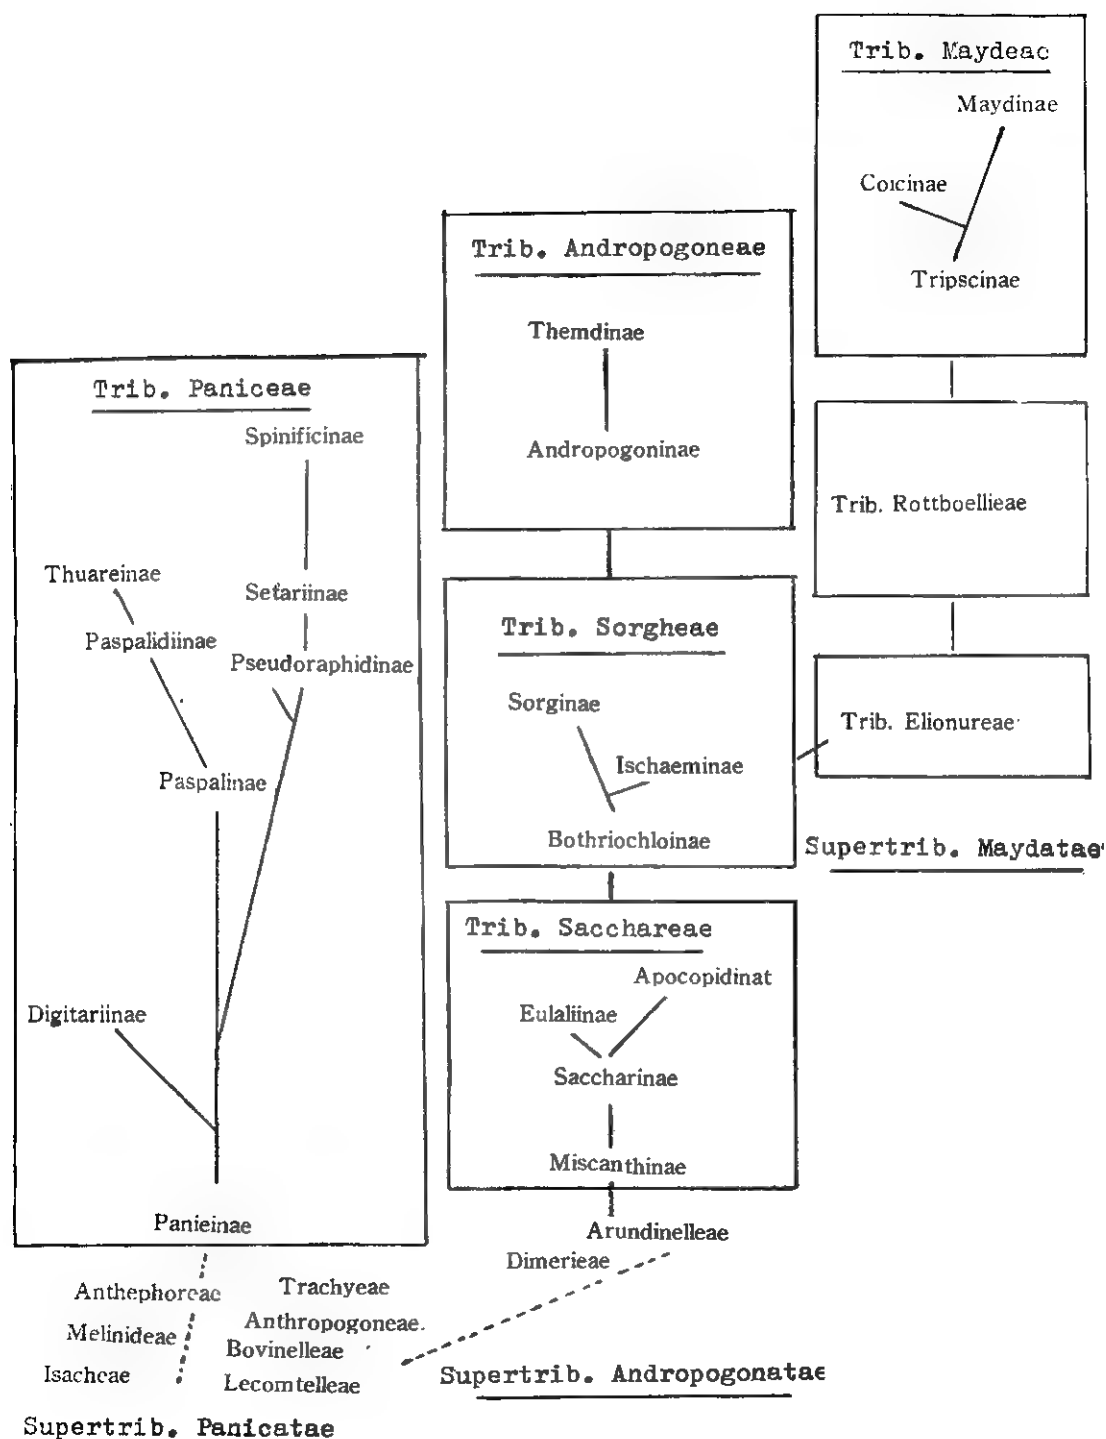 Trib. Maydeae
Maydinae
Coicinae
Tripscinae
Trib. Andropogoneae
Themdinae
Andropogoninae
Trib. Paniceae
Spinificinae
Thuareinae
Setariinae
Paspalidiinae
Pseudoraphidinae
Paspalinae
Digitariinae
Panieinae
Trib. Rottboellieae
Trib. Sorgheae
Sorginae
Ischaeminae
Bothriochloinae
Trib. Elionureae
Supertrib. Maydatae
Trib. Sacchareae
Apocopidinat
Eulaliinae
Saccharinae
Miscanthinae
Arundinelleae
Dimerieae
Anthephoreae
Trachyeae
Melinideae
Anthropogoneae.
Bovinelleae
Isacheae
Lecomtelleae
Supertrib. Andropogonatae
Supertrib. Panicatae